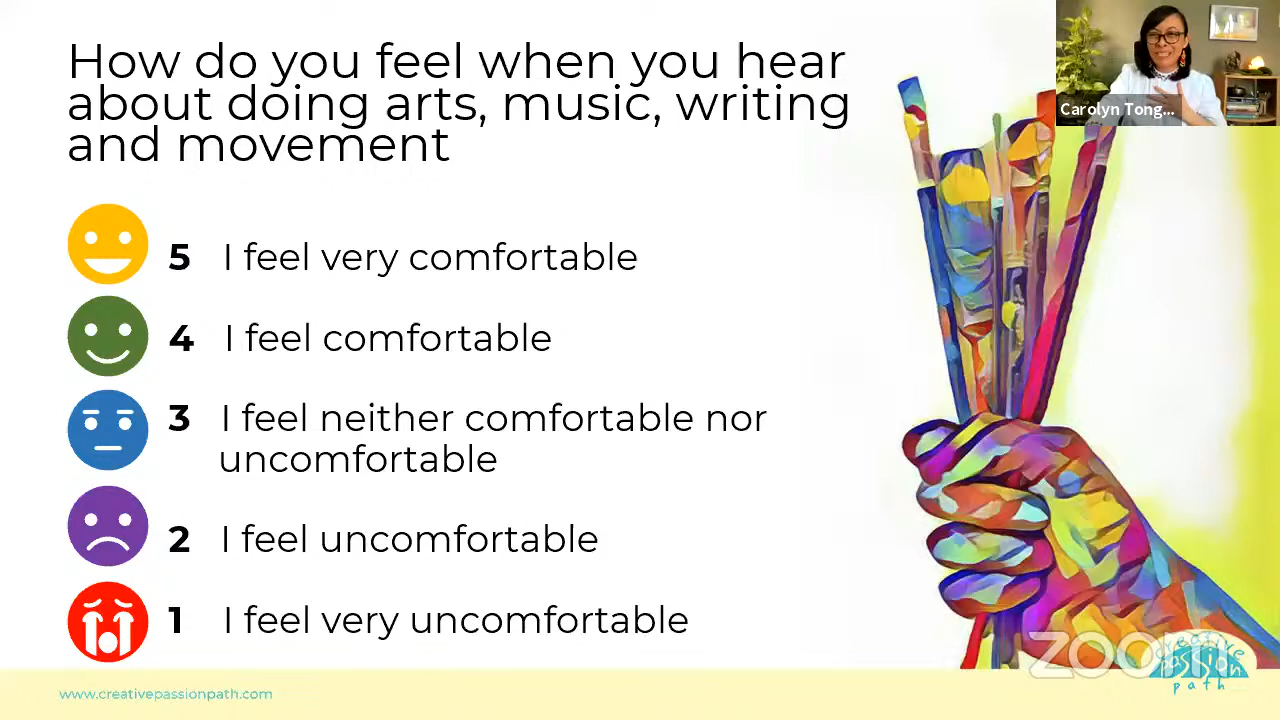 How do you feel when you hear
about doing arts, music, writing
and movement
Carolyn Tong...
5 I feel very comfortable
4 I feel comfortable
3 I feel neither comfortable nor
uncomfortable
2 I feel uncomfortable
1 I feel very uncomfortable
zoom
creative
passion
path
www.creativepassionpath.com